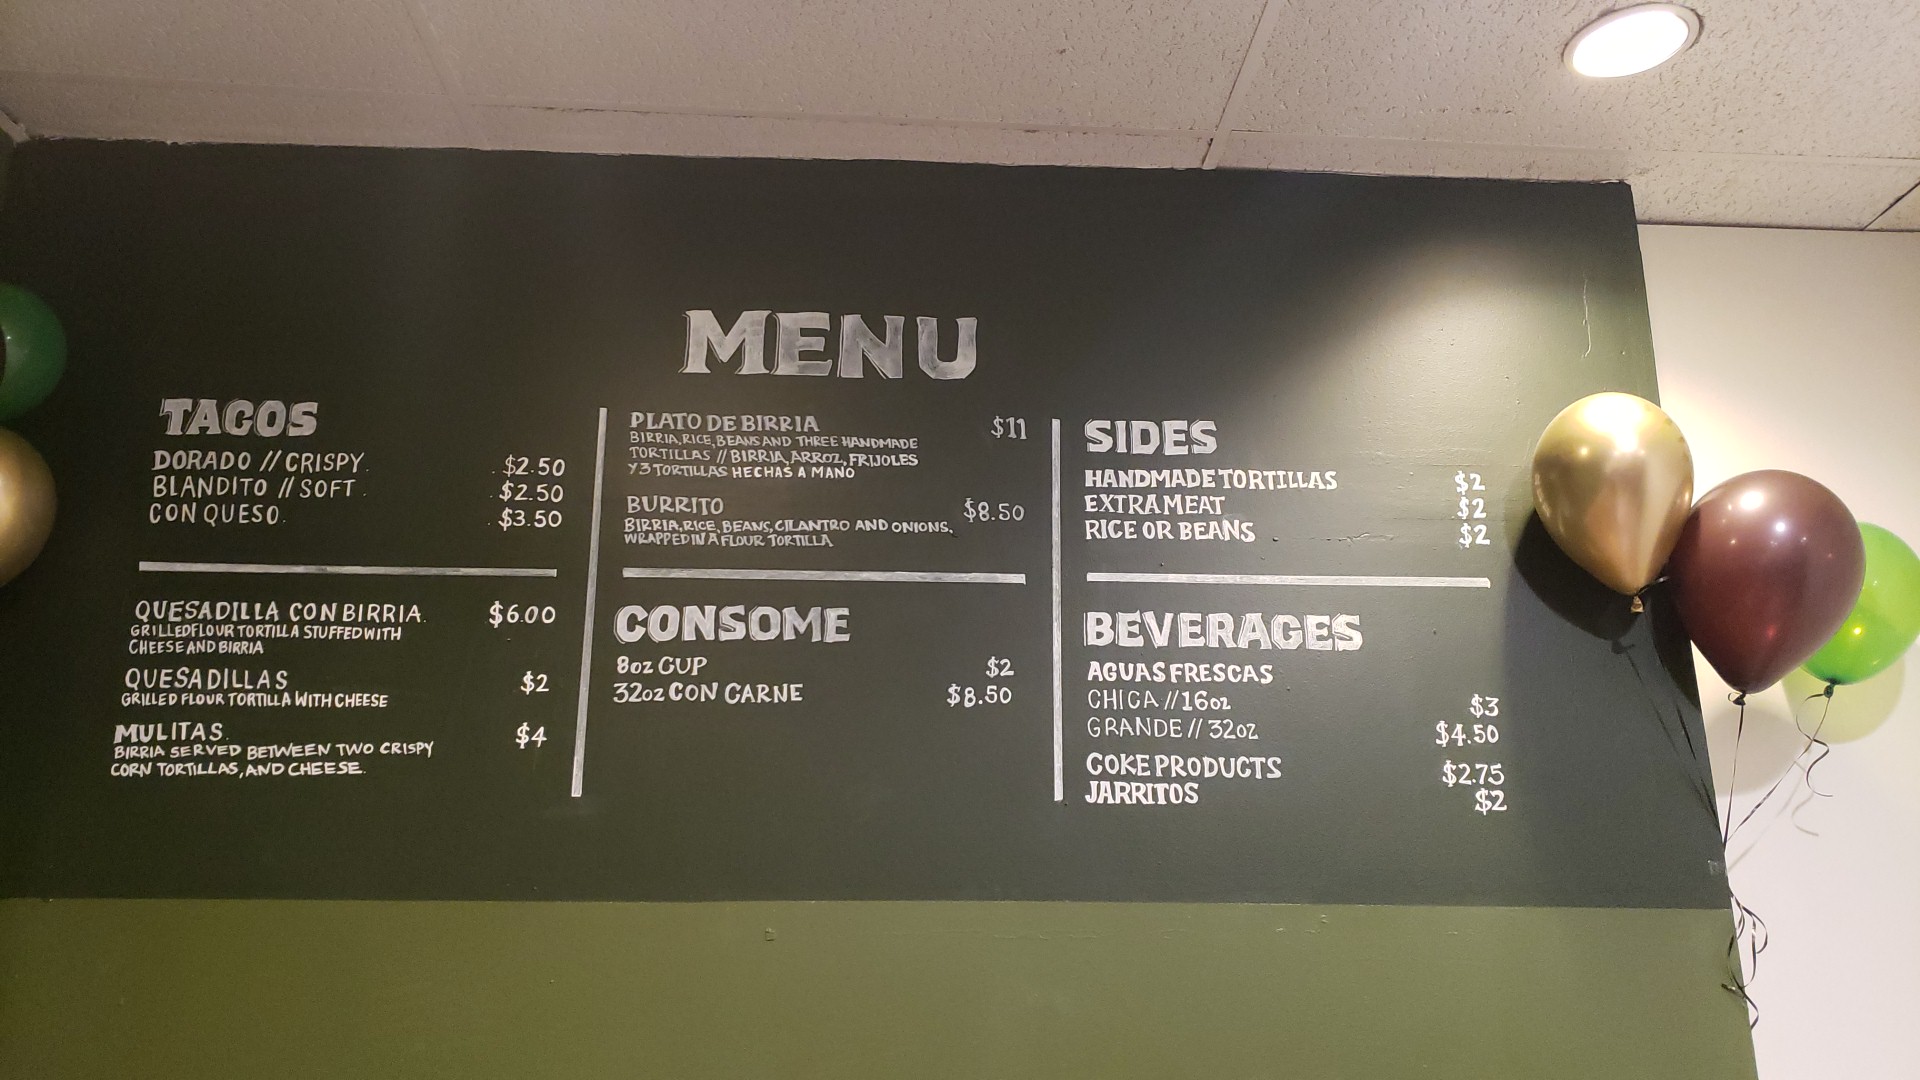 MENU
TACOS
DORADO // CRISPY. $2.50
BLANDITO // SOFT. $2.50
CON QUESO. $3.50
QUESADILLA CON BIRRIA. $6.00
GRILLED FLOUR TORTILLA STUFFED WITH
CHEESE AND BIRRIA
QUESADILLAS $2
GRILLED FLOUR TORTILLA WITH CHEESE
MULITAS. $4
BIRRIA SERVED BETWEEN TWO CRISPY
CORN TORTILLAS, AND CHEESE.
PLATO DE BIRRIA $11
BIRRIA, RICE, BEANS AND THREE HANDMADE
TORTILLAS // BIRRIA, ARROZ, FRIJOLES
Y 3 TORTILLAS HECHAS A MANO
BURRITO $8.50
BIRRIA, RICE, BEANS, CILANTRO AND ONIONS,
WRAPPED IN A FLOUR TORTILLA
CONSOME
8oz CUP $2
32oz CON CARNE $8.50
SIDES
HANDMADE TORTILLAS $2
EXTRA MEAT $2
RICE OR BEANS $2
BEVERAGES
AGUAS FRESCAS
CHICA // 16oz $3
GRANDE // 32oz $4.50
COKE PRODUCTS $2.75
JARRITOS $2